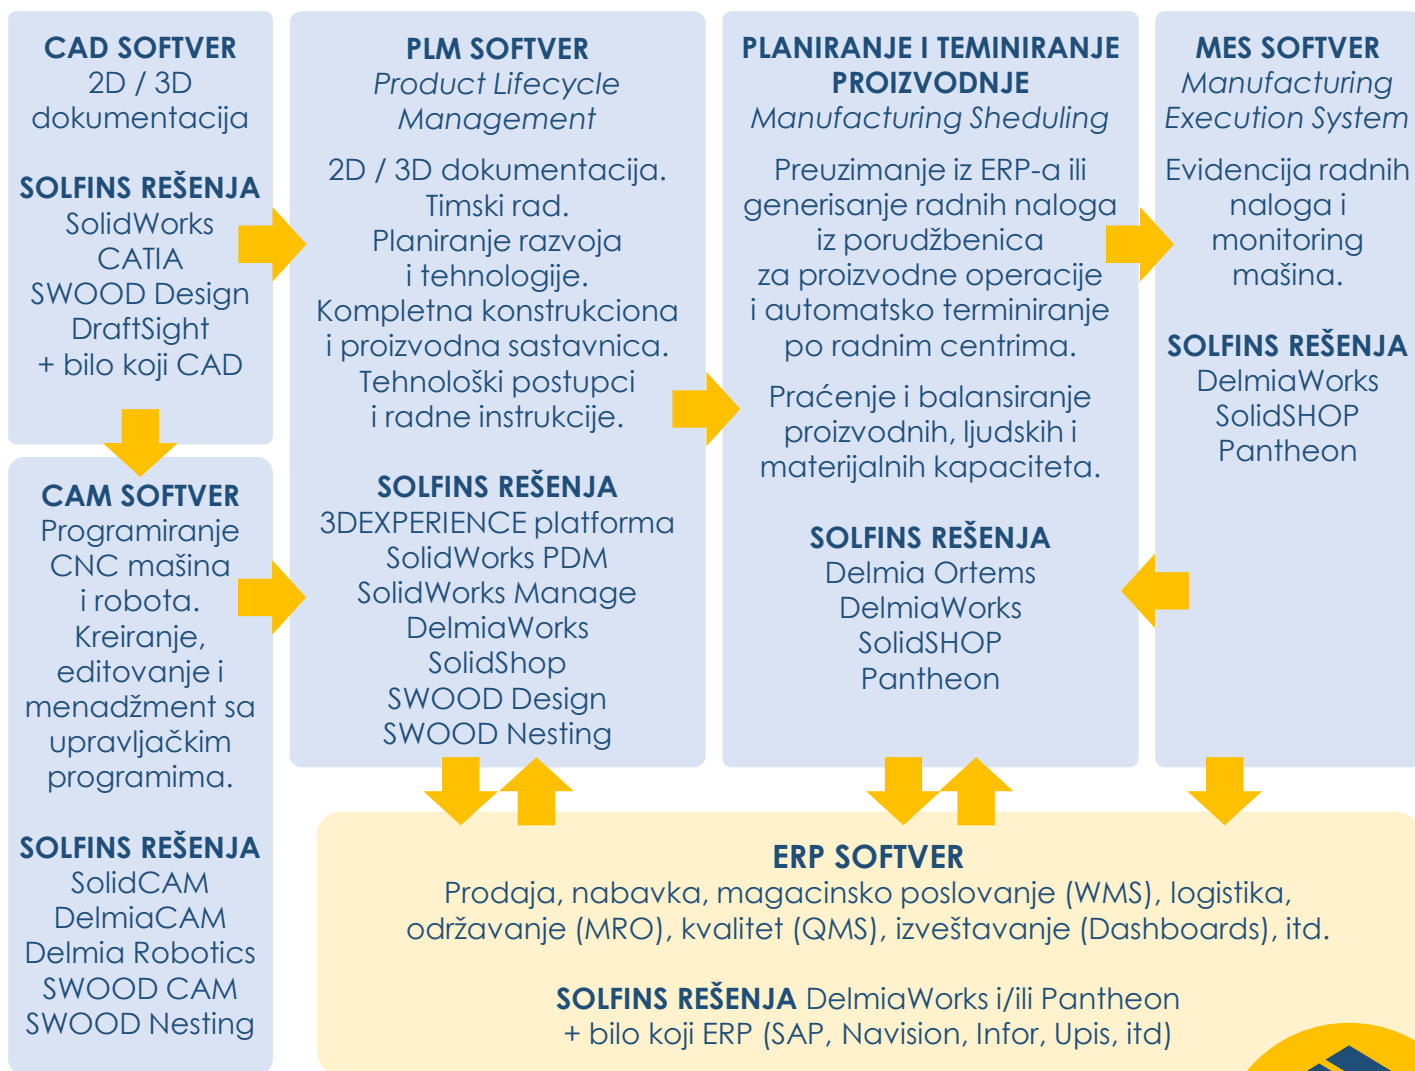 CAD SOFTVER
2D / 3D
dokumentacija
SOLFINS REŠENJA
SolidWorks
CATIA
SWOOD Design
DraftSight
+ bilo koji CAD
CAM SOFTVER
Programiranje
CNC mašina
i robota.
Kreiranje,
editovanje i
menadžment sa
upravljačkim
programima.
SOLFINS REŠENJA
SolidCAM
DelmiaCAM
Delmia Robotics
SWOOD CAM
SWOOD Nesting
PLM SOFTVER
Product Lifecycle
Management
2D / 3D dokumentacija.
Timski rad.
Planiranje razvoja
i tehnologije.
Kompletna konstrukciona
i proizvodna sastavnica.
Tehnološki postupci
i radne instrukcije.
SOLFINS REŠENJA
3DEXPERIENCE platforma
SolidWorks PDM
SolidWorks Manage
DelmiaWorks
SolidShop
SWOOD Design
SWOOD Nesting
PLANIRANJE I TEMINIRANJE
PROIZVODNJE
Manufacturing Sheduling
Preuzimanje iz ERP-a ili
generisanje radnih naloga
iz porudžbenica
za proizvodne operacije
i automatsko terminiranje
po radnim centrima.
Praćenje i balansiranje
proizvodnih, ljudskih i
materijalnih kapaciteta.
SOLFINS REŠENJA
Delmia Ortems
DelmiaWorks
SolidSHOP
Pantheon
MES SOFTVER
Manufacturing
Execution System
Evidencija radnih
naloga i
monitoring
mašina.
SOLFINS REŠENJA
DelmiaWorks
SolidSHOP
Pantheon
ERP SOFTVER
Prodaja, nabavka, magacinsko poslovanje (WMS), logistika,
održavanje (MRO), kvalitet (QMS), izveštavanje (Dashboards), itd.
SOLFINS REŠENJA DelmiaWorks i/ili Pantheon
+ bilo koji ERP (SAP, Navision, Infor, Upis, itd)